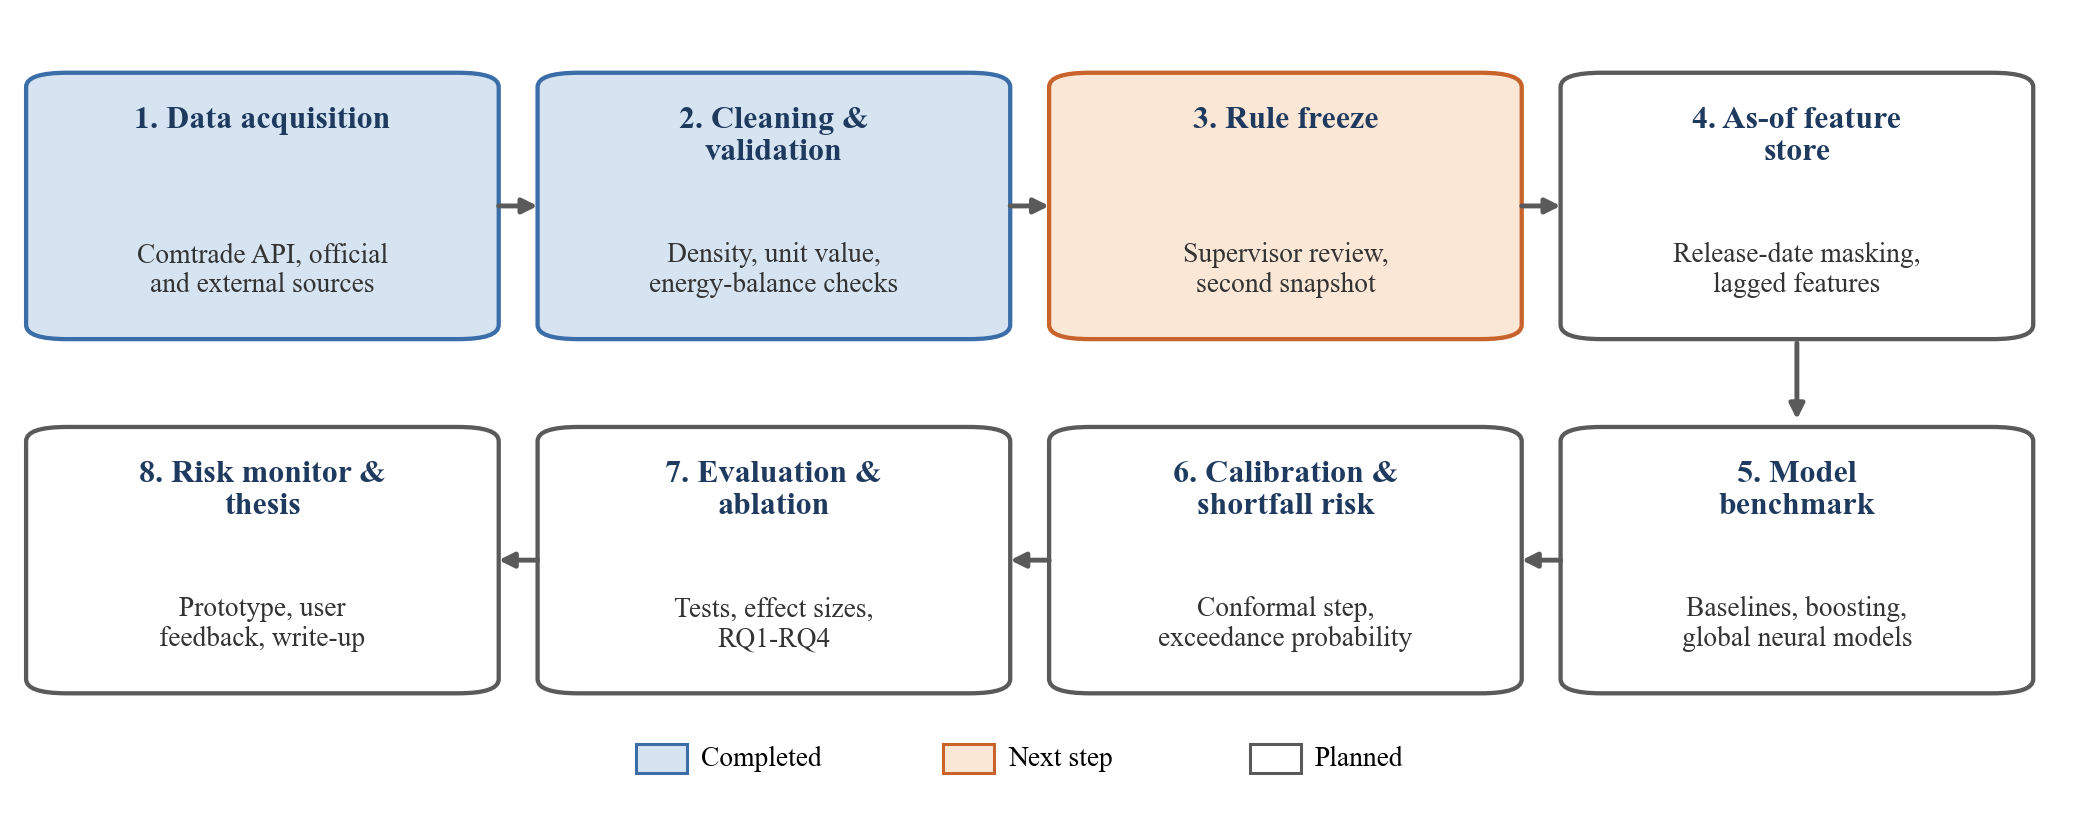 1. Data acquisition
Comtrade API, official
and external sources
2. Cleaning &
validation
Density, unit value,
energy-balance checks
3. Rule freeze
Supervisor review,
second snapshot
4. As-of feature
store
Release-date masking,
lagged features
5. Model
benchmark
Baselines, boosting,
global neural models
6. Calibration &
shortfall risk
Conformal step,
exceedance probability
7. Evaluation &
ablation
Tests, effect sizes,
RQ1-RQ4
8. Risk monitor &
thesis
Prototype, user
feedback, write-up
Completed
Next step
Planned